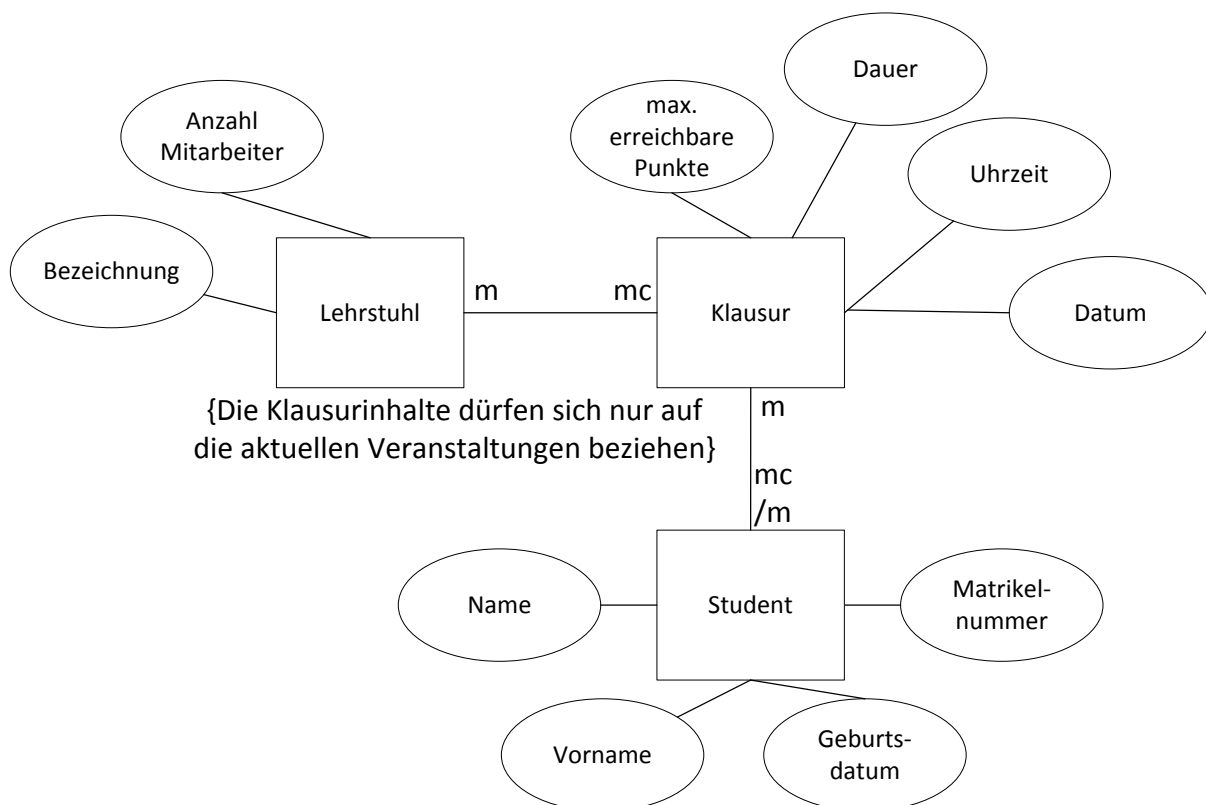 Dauer
max.
erreichbare
Punkte
Anzahl
Mitarbeiter
Uhrzeit
Bezeichnung
Lehrstuhl
m
mc
Klausur
Datum
{Die Klausurinhalte dürfen sich nur auf
die aktuellen Veranstaltungen beziehen}
m
mc
/m
Name
Student
Matrikel-
nummer
Vorname
Geburts-
datum